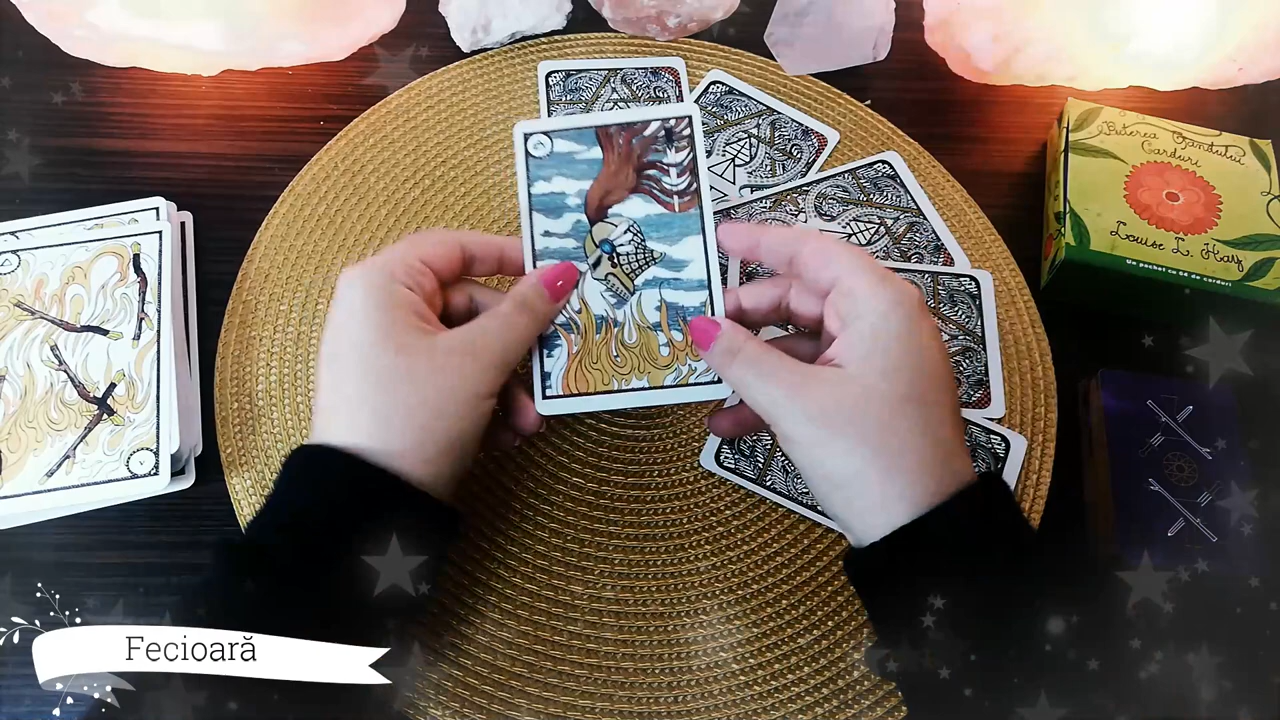 Puterea Gândului
Carduri
Louise L. Hay
Un pachet cu 64 de carduri
Fecioară